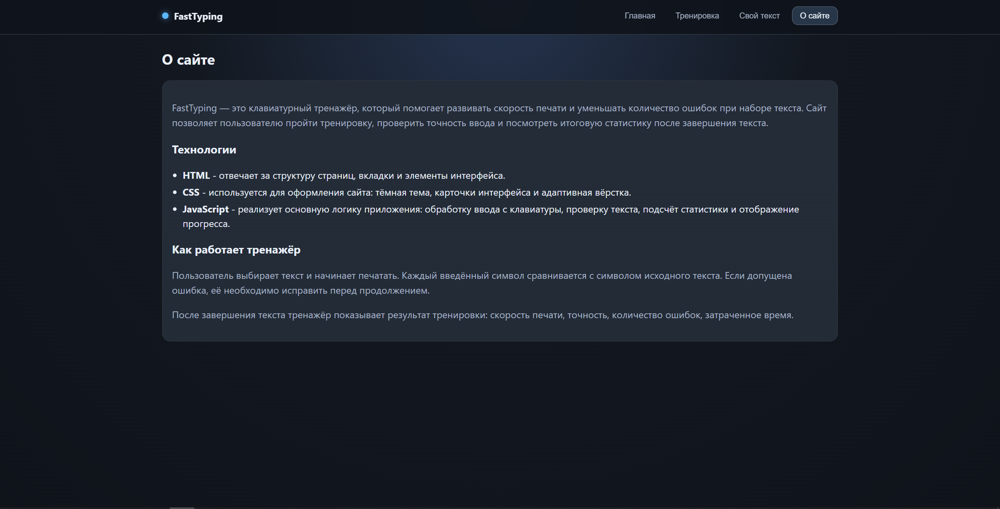 FastTyping
Главная
Тренировка
Свой текст
О сайте
О сайте
FastTyping — это клавиатурный тренажёр, который помогает развивать скорость печати и уменьшать количество ошибок при наборе текста. Сайт
позволяет пользователю пройти тренировку, проверить точность ввода и посмотреть итоговую статистику после завершения текста.
Технологии
• HTML - отвечает за структуру страниц, вкладки и элементы интерфейса.
• CSS - используется для оформления сайта: тёмная тема, карточки интерфейса и адаптивная вёрстка.
• JavaScript - реализует основную логику приложения: обработку ввода с клавиатуры, проверку текста, подсчёт статистики и отображение
прогресса.
Как работает тренажёр
Пользователь выбирает текст и начинает печатать. Каждый введённый символ сравнивается с символом исходного текста. Если допущена
ошибка, её необходимо исправить перед продолжением.
После завершения текста тренажёр показывает результат тренировки: скорость печати, точность, количество ошибок, затраченное время.